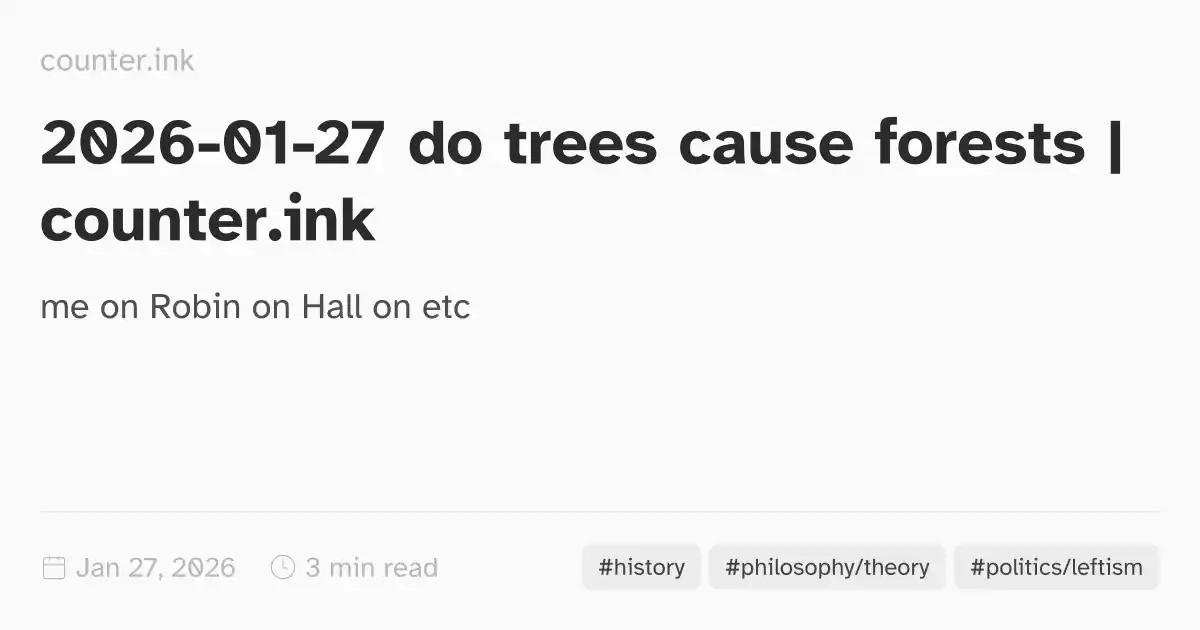 counter.ink
2026-01-27 do trees cause forests |
counter.ink
me on Robin on Hall on etc
Jan 27, 2026 3 min read #history #philosophy/theory #politics/leftism